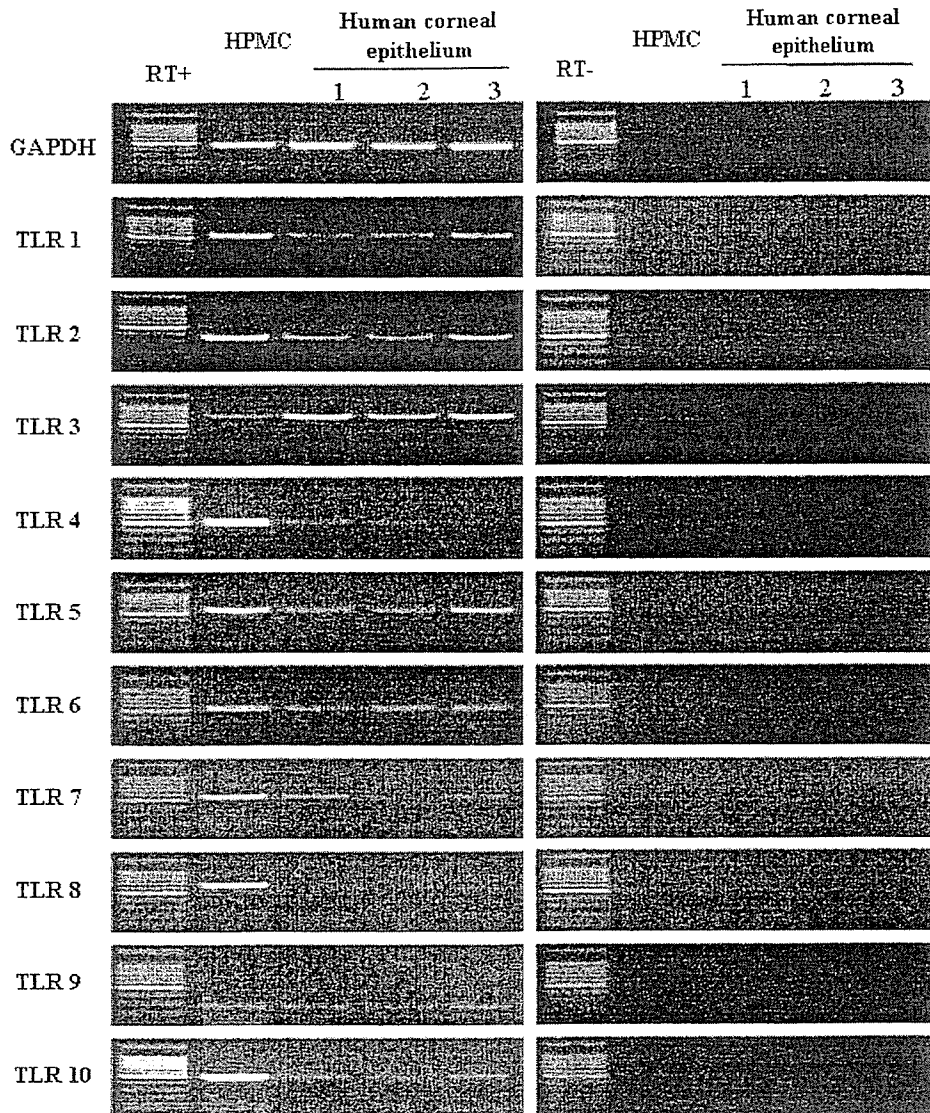 Human corneal
epithelium
HPMC
RT+
1 2 3
Human corneal
epithelium
HPMC
RT-
1 2 3
GAPDH
TLR 1
TLR 2
TLR 3
TLR 4
TLR 5
TLR 6
TLR 7
TLR 8
TLR 9
TLR 10